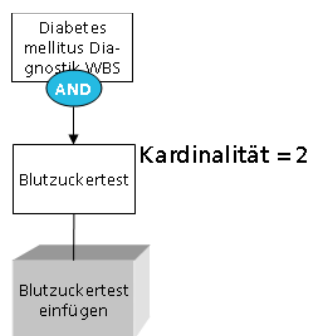 Diabetes
mellitus Dia-
gnostik WBS
AND
Kardinalität = 2
Blutzuckertest
Blutzuckertest
einfügen